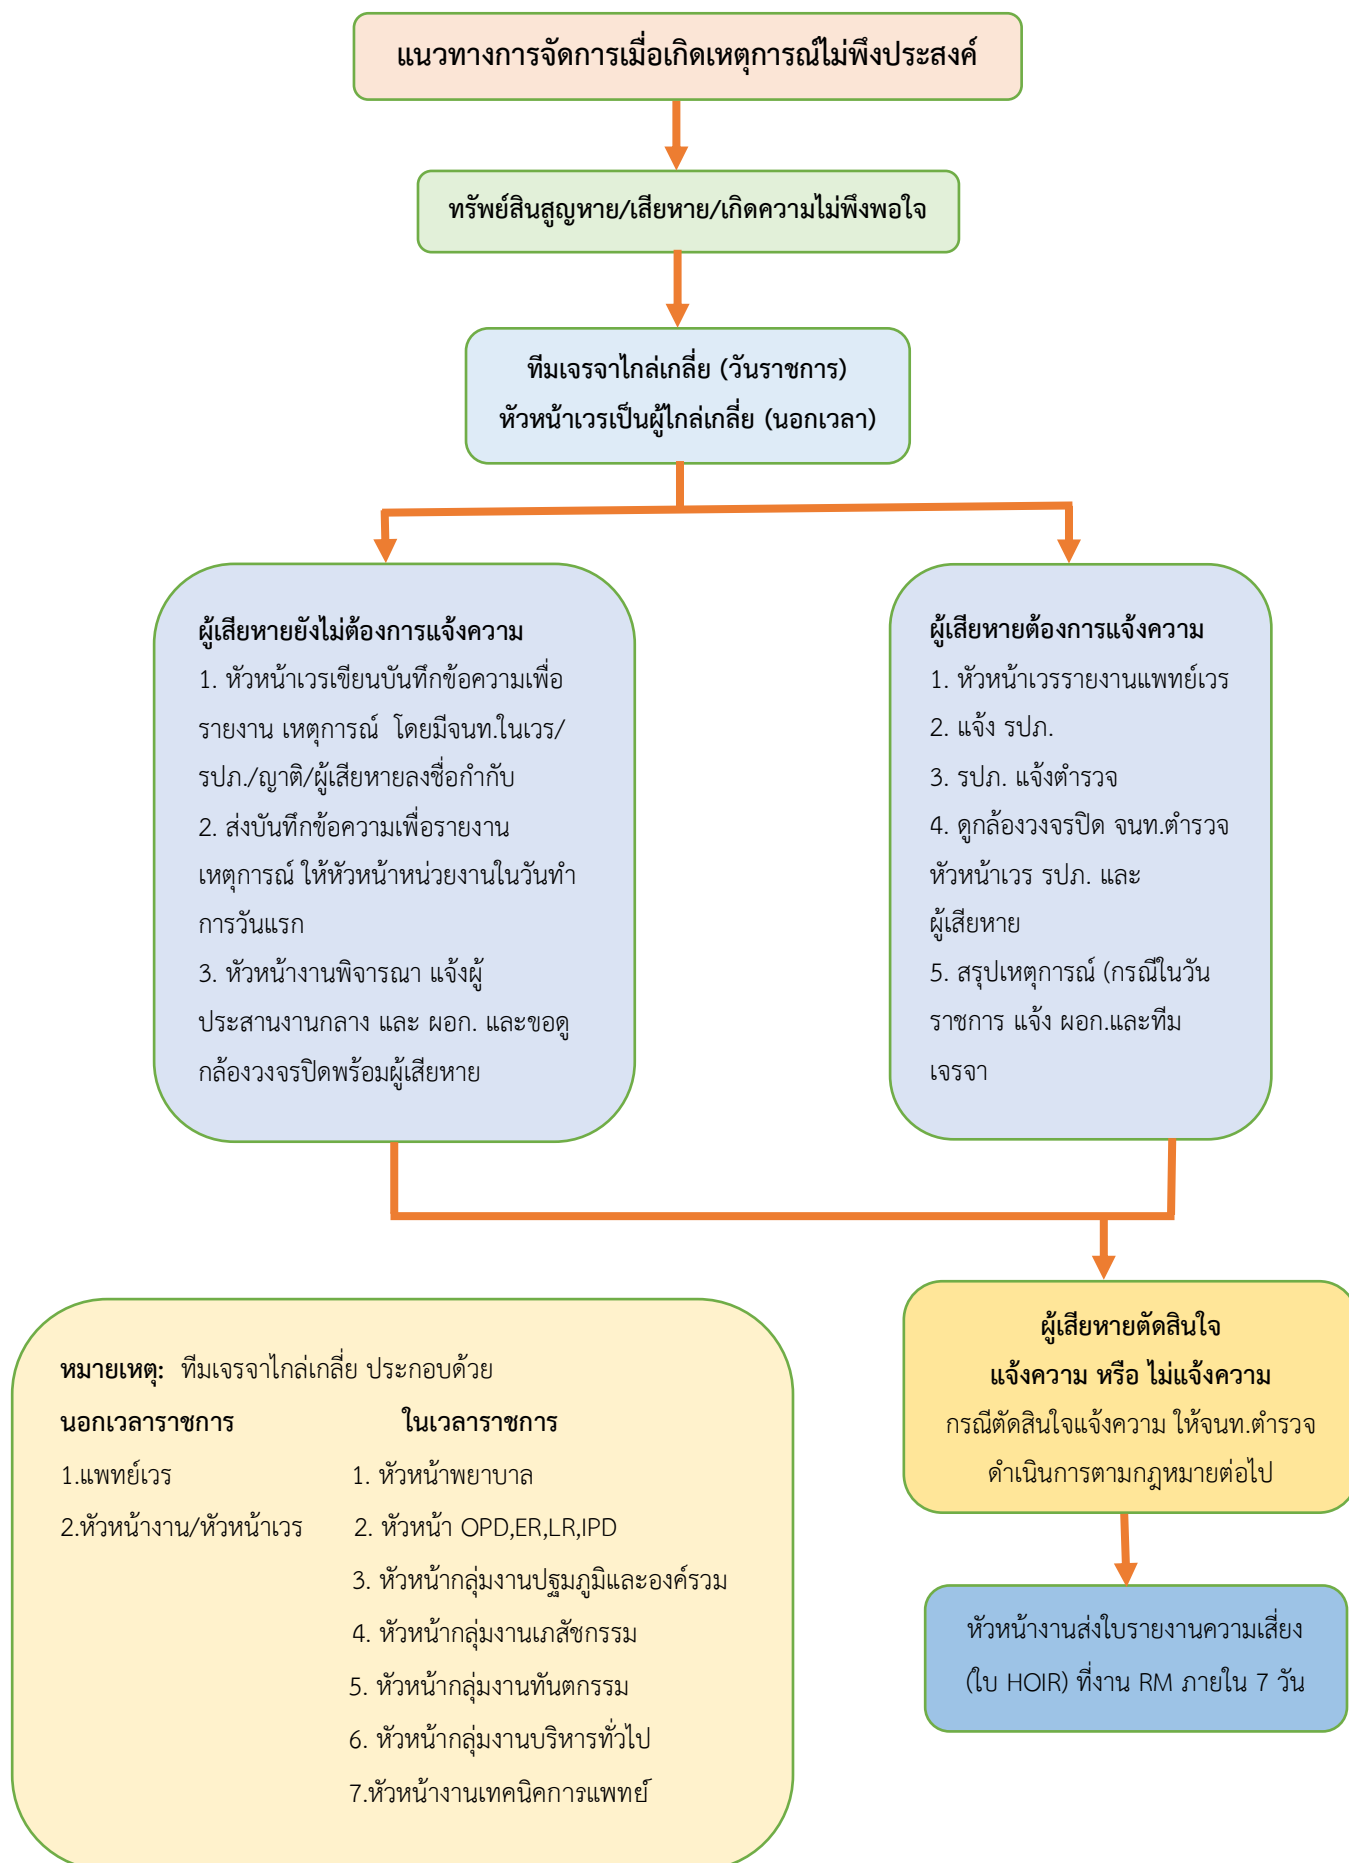 แนวทางการจัดการเมื่อเกิดเหตุการณ์ไม่พึงประสงค์
ทรัพย์สินสูญหาย/เสียหาย/เกิดความไม่พึงพอใจ
ทีมเจรจาไกล่เกลี่ย (วันราชการ)
หัวหน้าเวรเป็นผู้ไกล่เกลี่ย (นอกเวลา)
ผู้เสียหายยังไม่ต้องการแจ้งความ
1. หัวหน้าเวรเขียนบันทึกข้อความเพื่อ
รายงาน เหตุการณ์ โดยมีจนท.ในเวร/
รปภ./ญาติ/ผู้เสียหายลงชื่อกำกับ
2. ส่งบันทึกข้อความเพื่อรายงาน
เหตุการณ์ ให้หัวหน้าหน่วยงานในวันทำ
การวันแรก
3. หัวหน้างานพิจารณา แจ้งผู้
ประสานงานกลาง และ ผอก. และขอดู
กล้องวงจรปิดพร้อมผู้เสียหาย
ผู้เสียหายต้องการแจ้งความ
1. หัวหน้าเวรรายงานแพทย์เวร
2. แจ้ง รปภ.
3. รปภ. แจ้งตำรวจ
4. ดูกล้องวงจรปิด จนท.ตำรวจ
หัวหน้าเวร รปภ. และ
ผู้เสียหาย
5. สรุปเหตุการณ์ (กรณีในวัน
ราชการ แจ้ง ผอก.และทีม
เจรจา
ผู้เสียหายตัดสินใจ
แจ้งความ หรือ ไม่แจ้งความ
กรณีตัดสินใจแจ้งความ ให้จนท.ตำรวจ
ดำเนินการตามกฎหมายต่อไป
หัวหน้างานส่งใบรายงานความเสี่ยง
(ใบ HOIR) ที่งาน RM ภายใน 7 วัน
หมายเหตุ: ทีมเจรจาไกล่เกลี่ย ประกอบด้วย
นอกเวลาราชการ
1.แพทย์เวร
2.หัวหน้างาน/หัวหน้าเวร
ในเวลาราชการ
1. หัวหน้าพยาบาล
2. หัวหน้า OPD,ER,LR,IPD
3. หัวหน้ากลุ่มงานปฐมภูมิและองค์รวม
4. หัวหน้ากลุ่มงานเภสัชกรรม
5. หัวหน้ากลุ่มงานทันตกรรม
6. หัวหน้ากลุ่มงานบริหารทั่วไป
7.หัวหน้างานเทคนิคการแพทย์